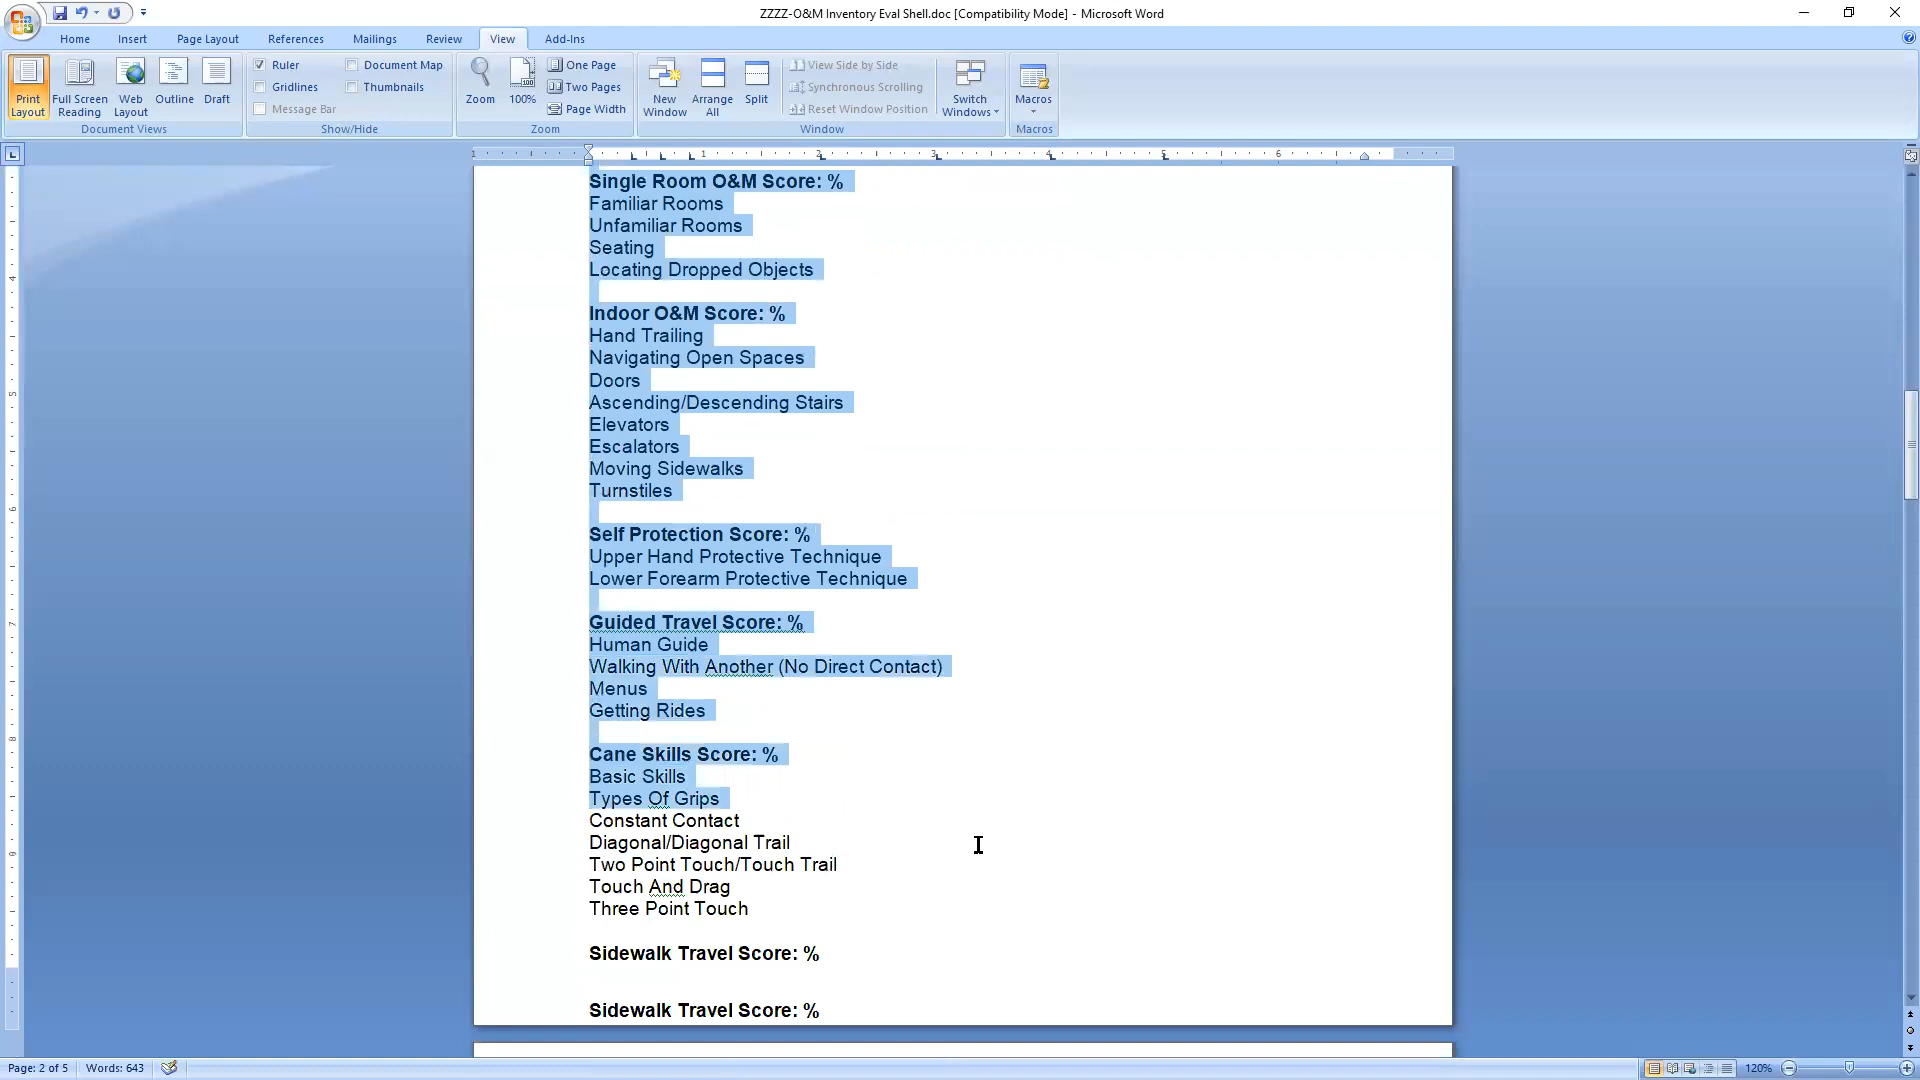 ZZZZ-O&M Inventory Eval Shell.doc [Compatibility Mode] - Microsoft Word
Home Insert Page Layout References Mailings Review View Add-Ins
Print Layout
Full Screen Reading
Web Layout
Outline
Draft
Document Views
Ruler
Gridlines
Message Bar
Document Map
Thumbnails
Show/Hide
Zoom
100%
One Page
Two Pages
Page Width
Zoom
New Window
Arrange All
Split
View Side by Side
Synchronous Scrolling
Reset Window Position
Switch Windows
Window
Macros
Macros
1 1 2 3 4 5 6
Single Room O&M Score: %
Familiar Rooms
Unfamiliar Rooms
Seating
Locating Dropped Objects
Indoor O&M Score: %
Hand Trailing
Navigating Open Spaces
Doors
Ascending/Descending Stairs
Elevators
Escalators
Moving Sidewalks
Turnstiles
Self Protection Score: %
Upper Hand Protective Technique
Lower Forearm Protective Technique
Guided Travel Score: %
Human Guide
Walking With Another (No Direct Contact)
Menus
Getting Rides
Cane Skills Score: %
Basic Skills
Types Of Grips
Constant Contact
Diagonal/Diagonal Trail
Two Point Touch/Touch Trail
Touch And Drag
Three Point Touch
Sidewalk Travel Score: %
Sidewalk Travel Score: %
Page: 2 of 5 Words: 643 120%